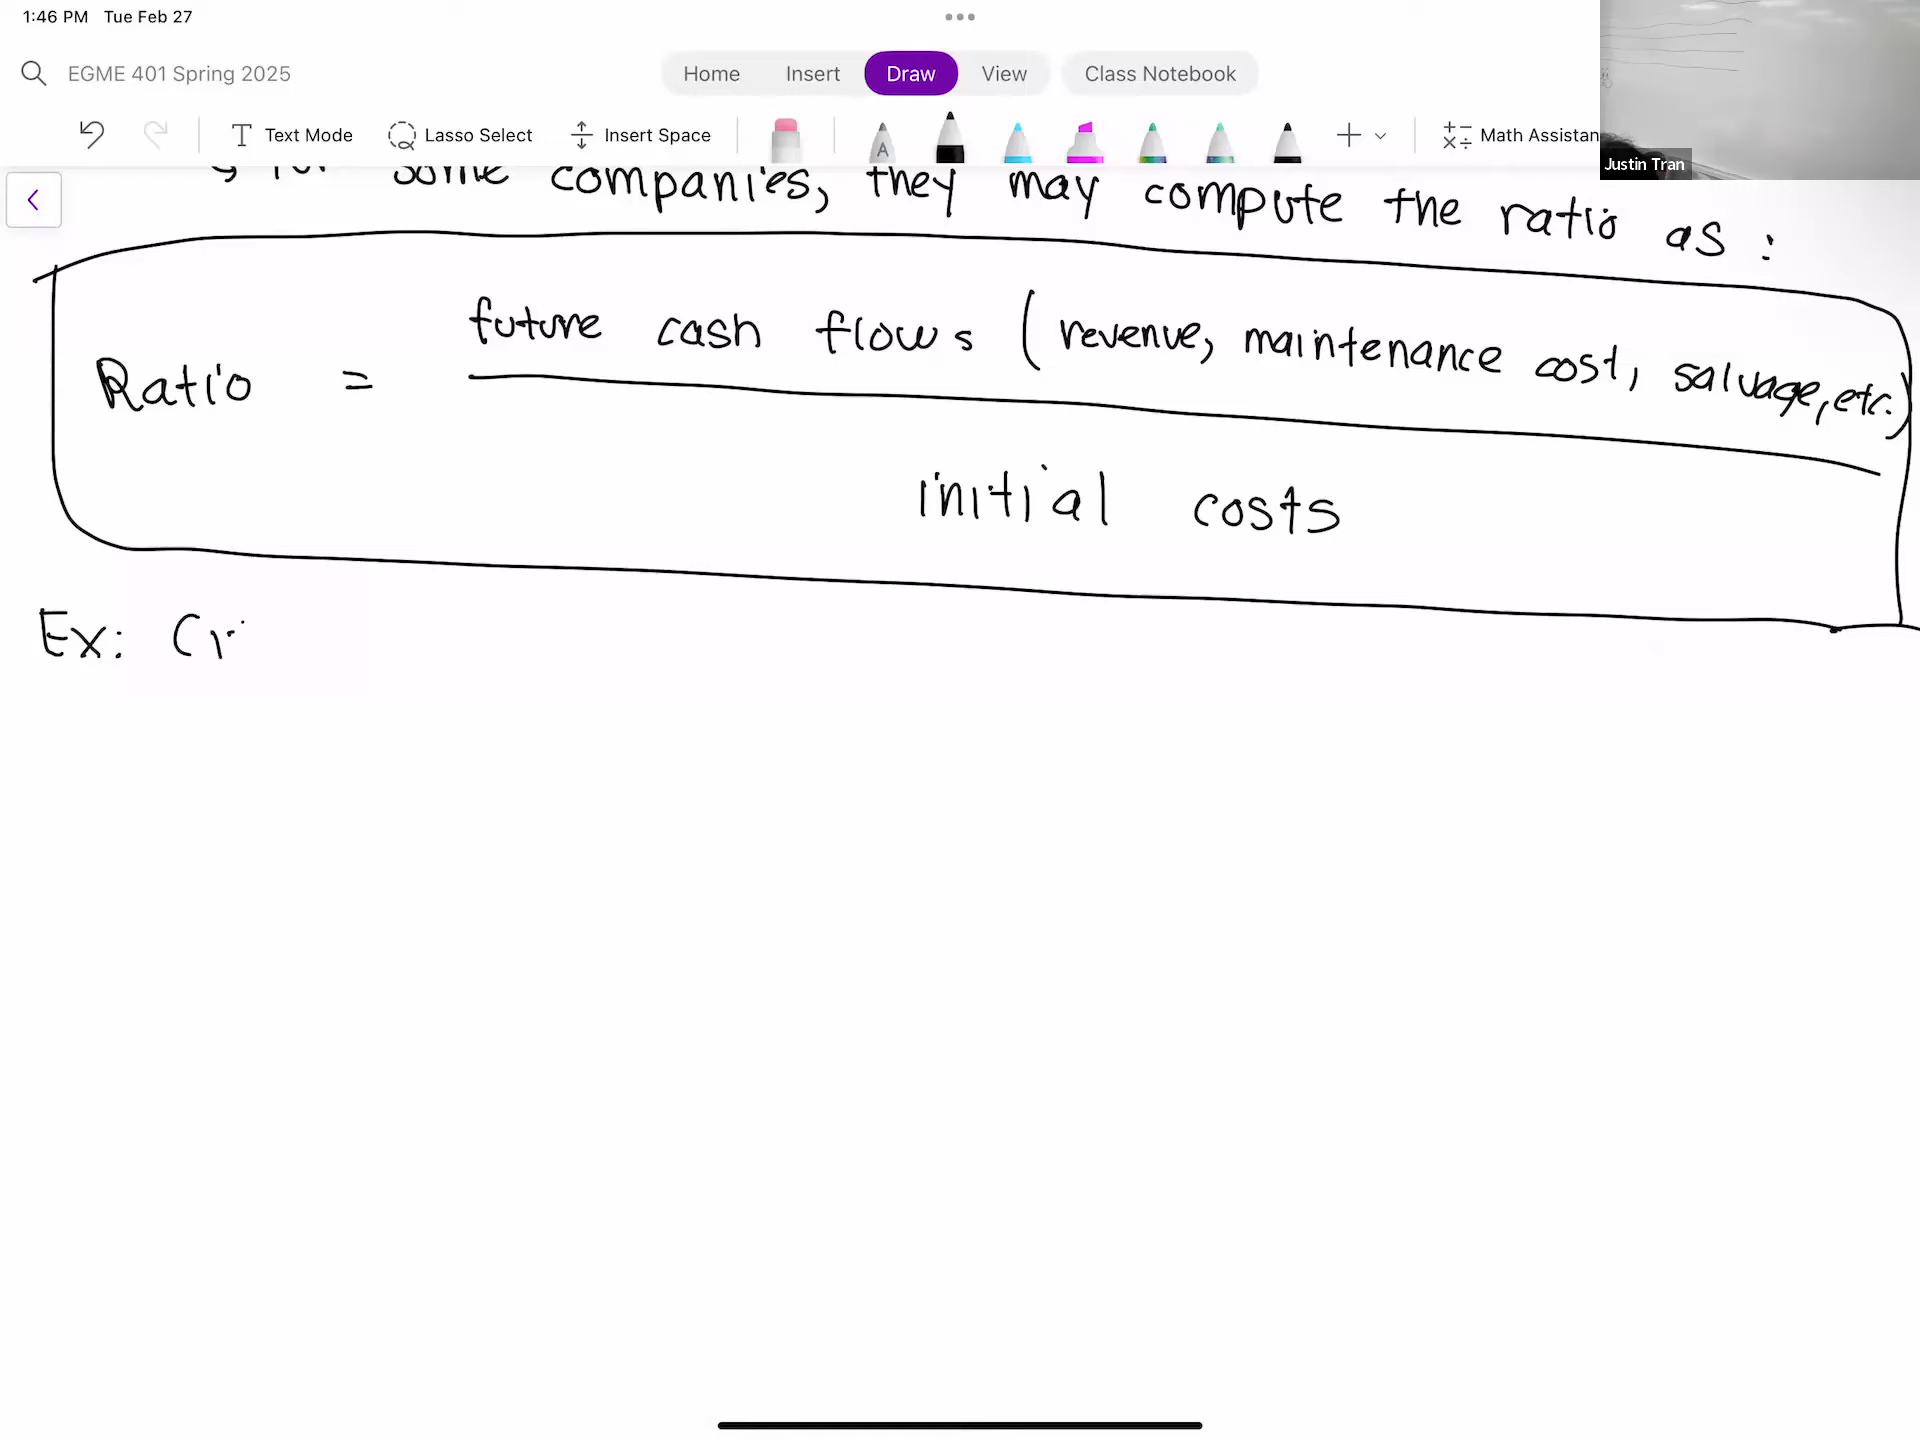 1:46 PM Tue Feb 27
EGME 401 Spring 2025
Home Insert Draw View Class Notebook
Text Mode Lasso Select Insert Space A Math Assistan
Justin Tran
for some companies, they may compute the ratio as :
future cash flows (revenue, maintenance cost, salvage, etc.)
Ratio =
initial costs
Ex: